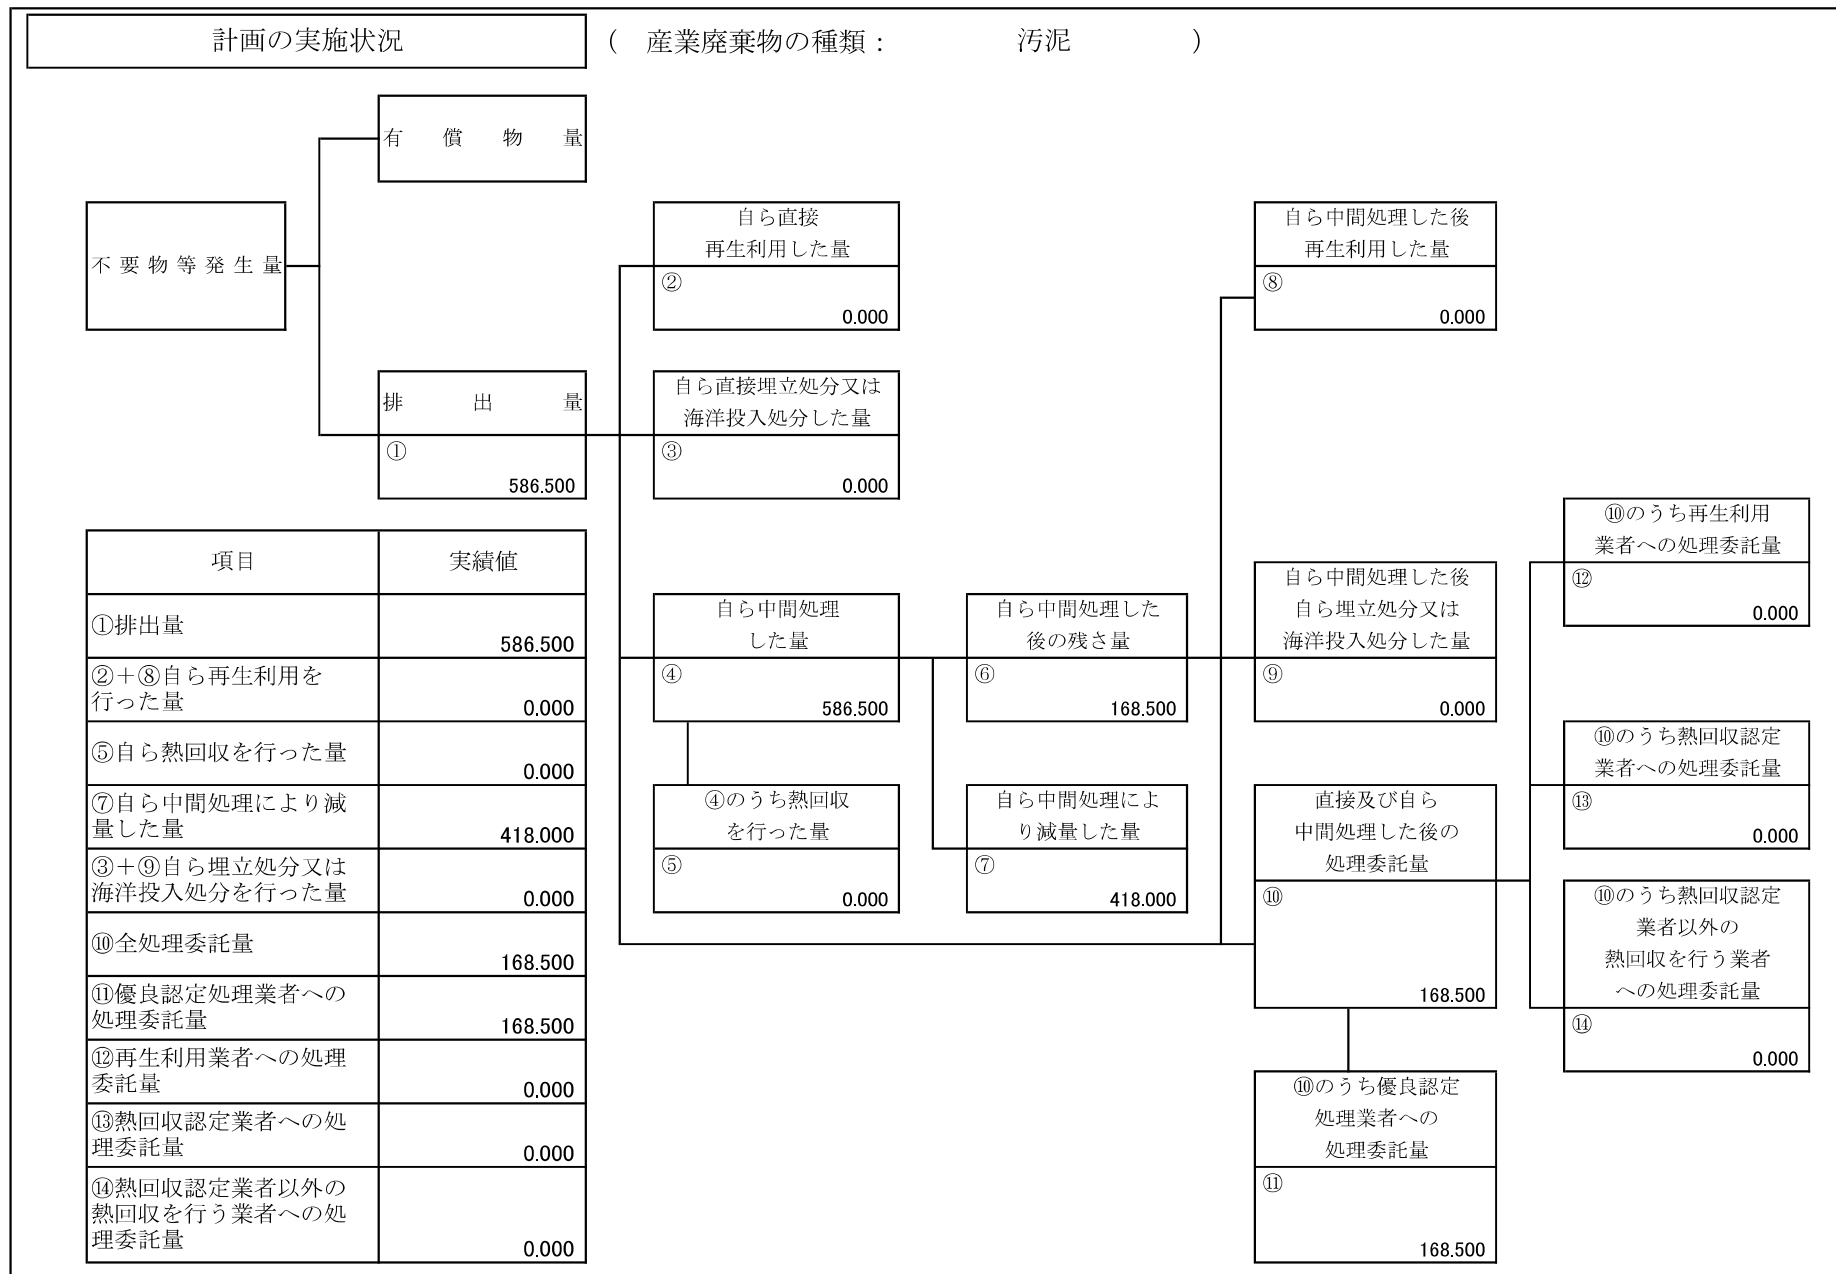 計画の実施状況
( 産業廃棄物の種類: 汚泥 )
有償物量
不要物等発生量
自ら直接
再生利用した量
②
0.000
自ら中間処理した後
再生利用した量
⑧
0.000
排出量
①
586.500
自ら直接埋立処分又は
海洋投入処分した量
③
0.000
項目 実績値
①排出量
586.500
②+⑧自ら再生利用を
行った量
0.000
⑤自ら熱回収を行った量
0.000
⑦自ら中間処理により減
量した量
418.000
③+⑨自ら埋立処分又は
海洋投入処分を行った量
0.000
⑩全処理委託量
168.500
⑪優良認定処理業者への
処理委託量
168.500
⑫再生利用業者への処理
委託量
0.000
⑬熱回収認定業者への処
理委託量
0.000
⑭熱回収認定業者以外の
熱回収を行う業者への処
理委託量
0.000
自ら中間処理
した量
④
586.500
④のうち熱回収
を行った量
⑤
0.000
自ら中間処理した
後の残さ量
⑥
168.500
自ら中間処理によ
り減量した量
⑦
418.000
自ら中間処理した後
自ら埋立処分又は
海洋投入処分した量
⑨
0.000
直接及び自ら
中間処理した後の
処理委託量
⑩
168.500
⑩のうち優良認定
処理業者への
処理委託量
⑪
168.500
⑩のうち再生利用
業者への処理委託量
⑫
0.000
⑩のうち熱回収認定
業者への処理委託量
⑬
0.000
⑩のうち熱回収認定
業者以外の
熱回収を行う業者
への処理委託量
⑭
0.000